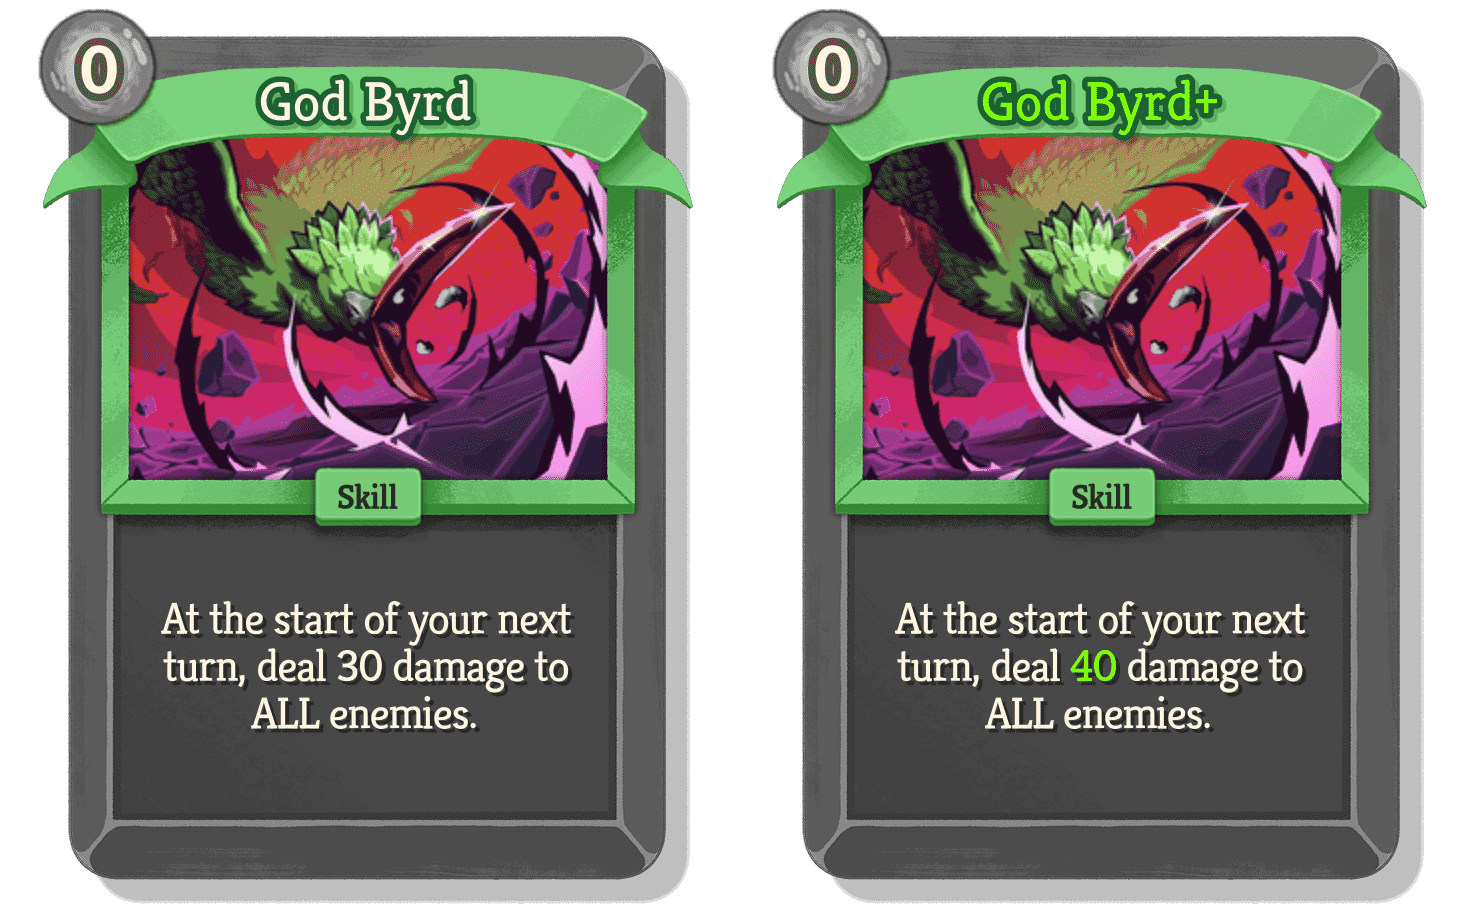 0
God Byrd
Skill
At the start of your next
turn, deal 30 damage to
ALL enemies.
0
God Byrd+
Skill
At the start of your next
turn, deal 40 damage to
ALL enemies.